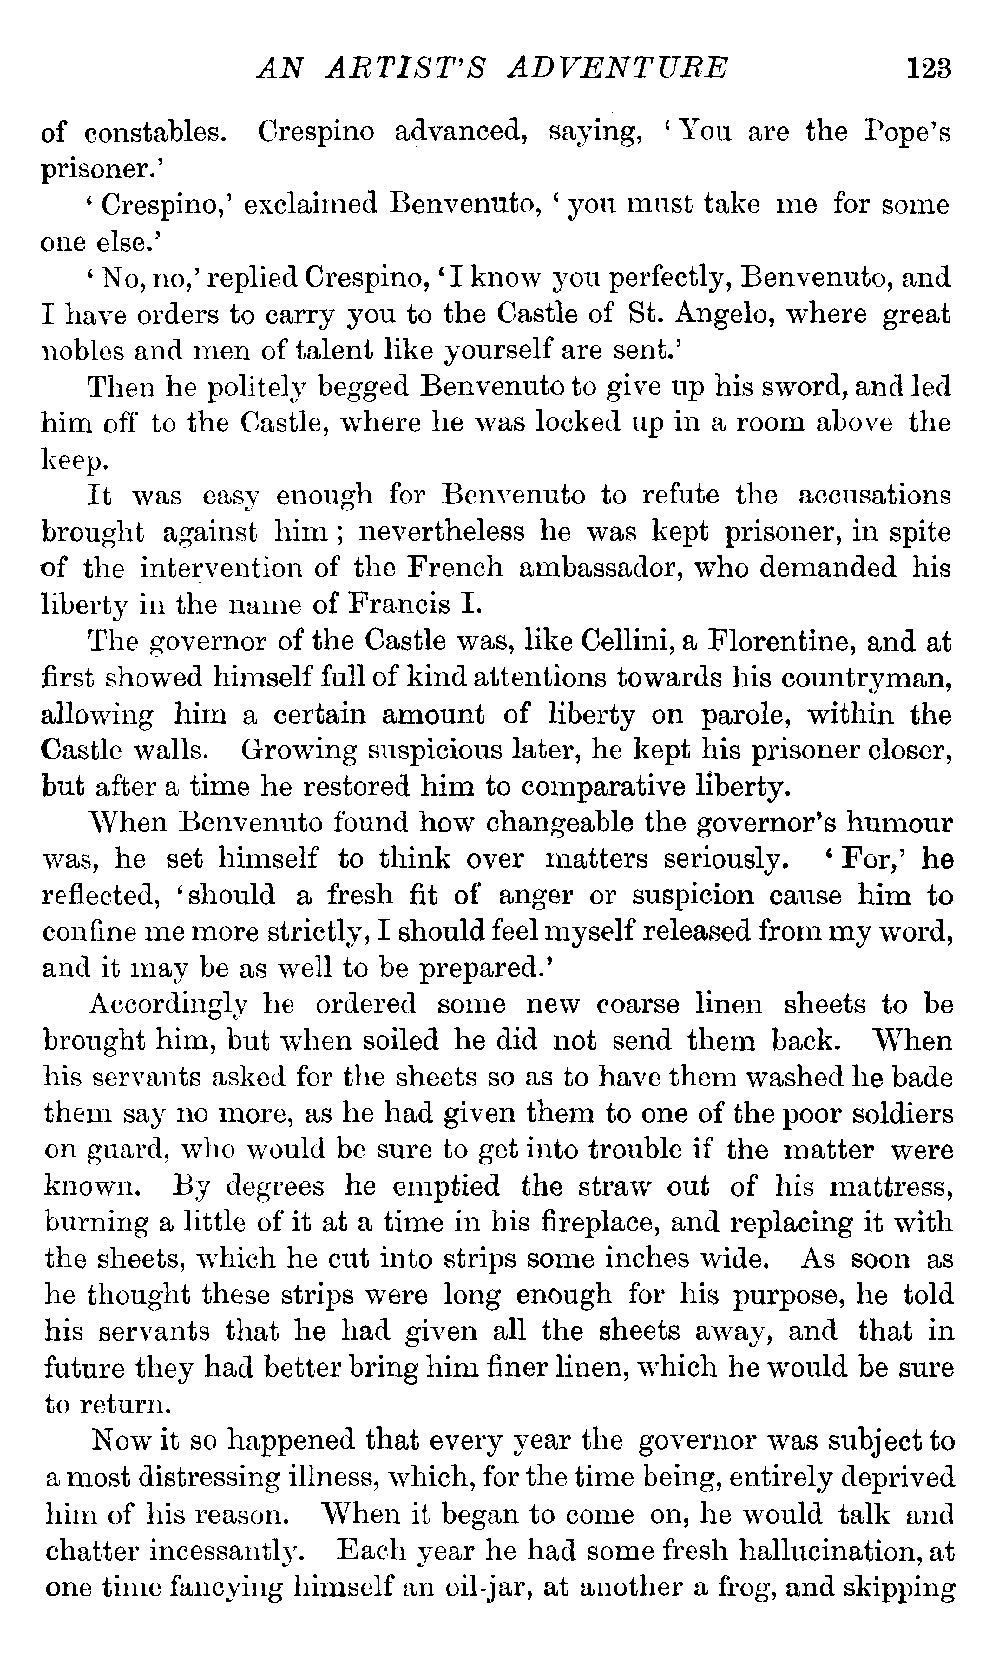 AN ARTIST'S ADVENTURE 123
of constables. Crespino advanced, saying, ‘ You are the Pope's
prisoner.’
‘ Crespino,’ exclaimed Benvenuto, ‘ you must take me for some
one else.’
‘ No, no,’ replied Crespino, ‘I know you perfectly, Benvenuto, and
I have orders to carry you to the Castle of St. Angelo, where great
nobles and men of talent like yourself are sent.’
Then he politely begged Benvenuto to give up his sword, and led
him off to the Castle, where he was locked up in a room above the
keep.
It was easy enough for Benvenuto to refute the accusations
brought against him ; nevertheless he was kept prisoner, in spite
of the intervention of the French ambassador, who demanded his
liberty in the name of Francis I.
The governor of the Castle was, like Cellini, a Florentine, and at
first showed himself full of kind attentions towards his countryman,
allowing him a certain amount of liberty on parole, within the
Castle walls. Growing suspicious later, he kept his prisoner closer,
but after a time he restored him to comparative liberty.
When Benvenuto found how changeable the governor's humour
was, he set himself to think over matters seriously. ‘ For,’ he
reflected, ‘should a fresh fit of anger or suspicion cause him to
confine me more strictly, I should feel myself released from my word,
and it may be as well to be prepared.’
Accordingly he ordered some new coarse linen sheets to be
brought him, but when soiled he did not send them back. When
his servants asked for the sheets so as to have them washed he bade
them say no more, as he had given them to one of the poor soldiers
on guard, who would be sure to get into trouble if the matter were
known. By degrees he emptied the straw out of his mattress,
burning a little of it at a time in his fireplace, and replacing it with
the sheets, which he cut into strips some inches wide. As soon as
he thought these strips were long enough for his purpose, he told
his servants that he had given all the sheets away, and that in
future they had better bring him finer linen, which he would be sure
to return.
Now it so happened that every year the governor was subject to
a most distressing illness, which, for the time being, entirely deprived
him of his reason. When it began to come on, he would talk and
chatter incessantly. Each year he had some fresh hallucination, at
one time fancying himself an oil-jar, at another a frog, and skipping